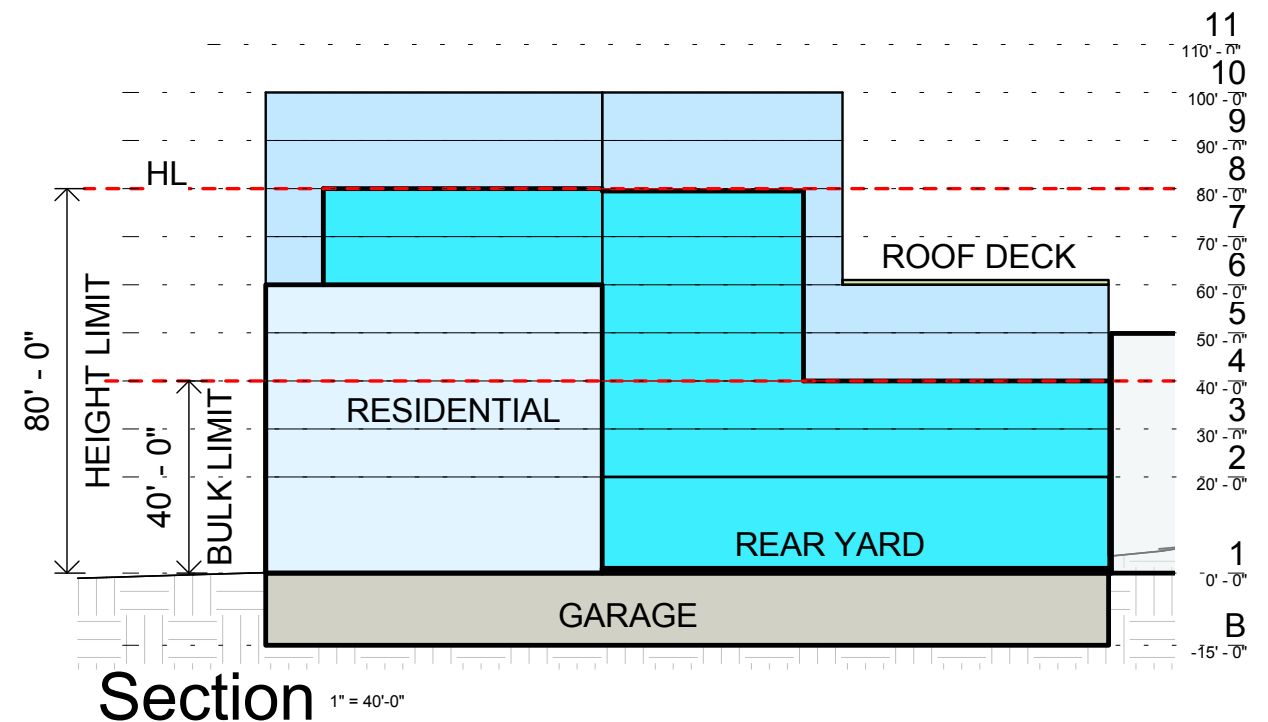 11
110' - 0"
10
100' - 0"
9
90' - 0"
HL
8
80' - 0"
7
70' - 0"
ROOF DECK
6
60' - 0"
5
50' - 0"
4
40' - 0"
80' - 0"
HEIGHT LIMIT
40' - 0"
BULK LIMIT
RESIDENTIAL
3
30' - 0"
2
20' - 0"
REAR YARD
1
0' - 0"
GARAGE
B
-15' - 0"
Section
1" = 40'-0"